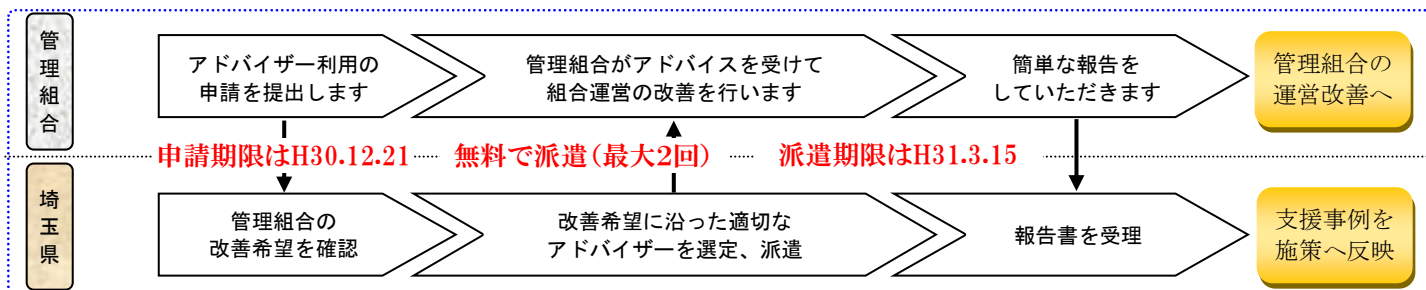 管理組合
アドバイザー利用の
申請を提出します
管理組合がアドバイスを受けて
組合運営の改善を行います
簡単な報告を
していただきます
管理組合の
運営改善へ
申請期限はH30.12.21
無料で派遣(最大2回)
派遣期限はH31.3.15
埼玉県
管理組合の
改善希望を確認
改善希望に沿った適切な
アドバイザーを選定、派遣
報告書を受理
支援事例を
施策へ反映